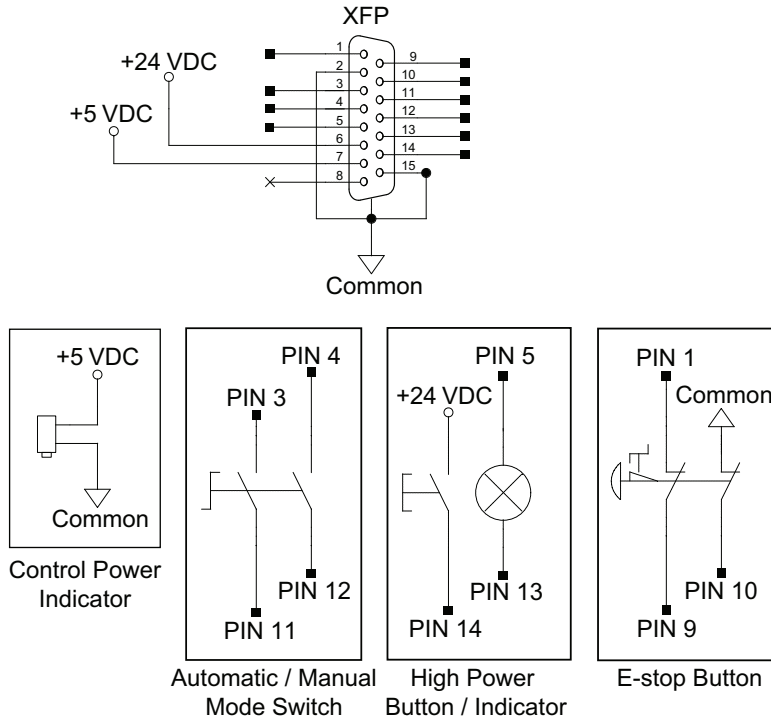 XFP
1
2
3
4
5
6
7
8
9
10
11
12
13
14
15
+24 VDC
+5 VDC
Common
+5 VDC
Common
Control Power
Indicator
PIN 4
PIN 3
PIN 12
PIN 11
Automatic / Manual
Mode Switch
PIN 5
+24 VDC
PIN 13
PIN 14
High Power
Button / Indicator
PIN 1
Common
PIN 10
PIN 9
E-stop Button